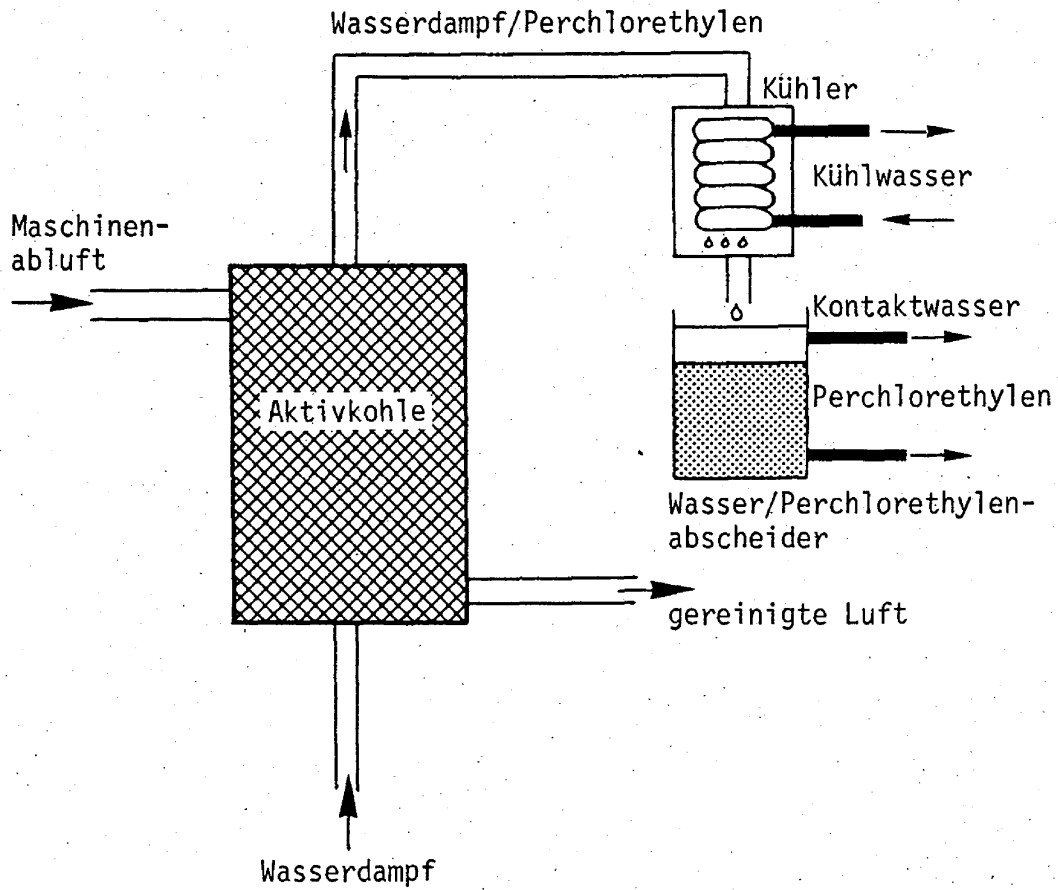 Wasserdampf/Perchlorethylen
Kühler
Kühlwasser
Maschinen-
abluft
Kontaktwasser
Aktivkohle
Perchlorethylen
Wasser/Perchlorethylen-
abscheider
gereinigte Luft
Wasserdampf